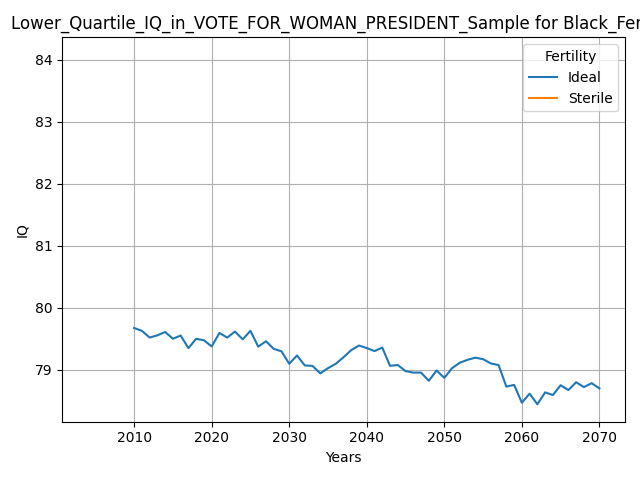 Lower_Quartile_IQ_in_VOTE_FOR_WOMAN_PRESIDENT_Sample for Black_Fer
Fertility
Ideal
Sterile
84
83
82
81
80
79
IQ
2010 2020 2030 2040 2050 2060 2070
Years